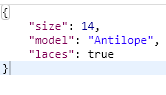 {
    "size": 14,
    "model": "Antilope",
    "laces": true
}